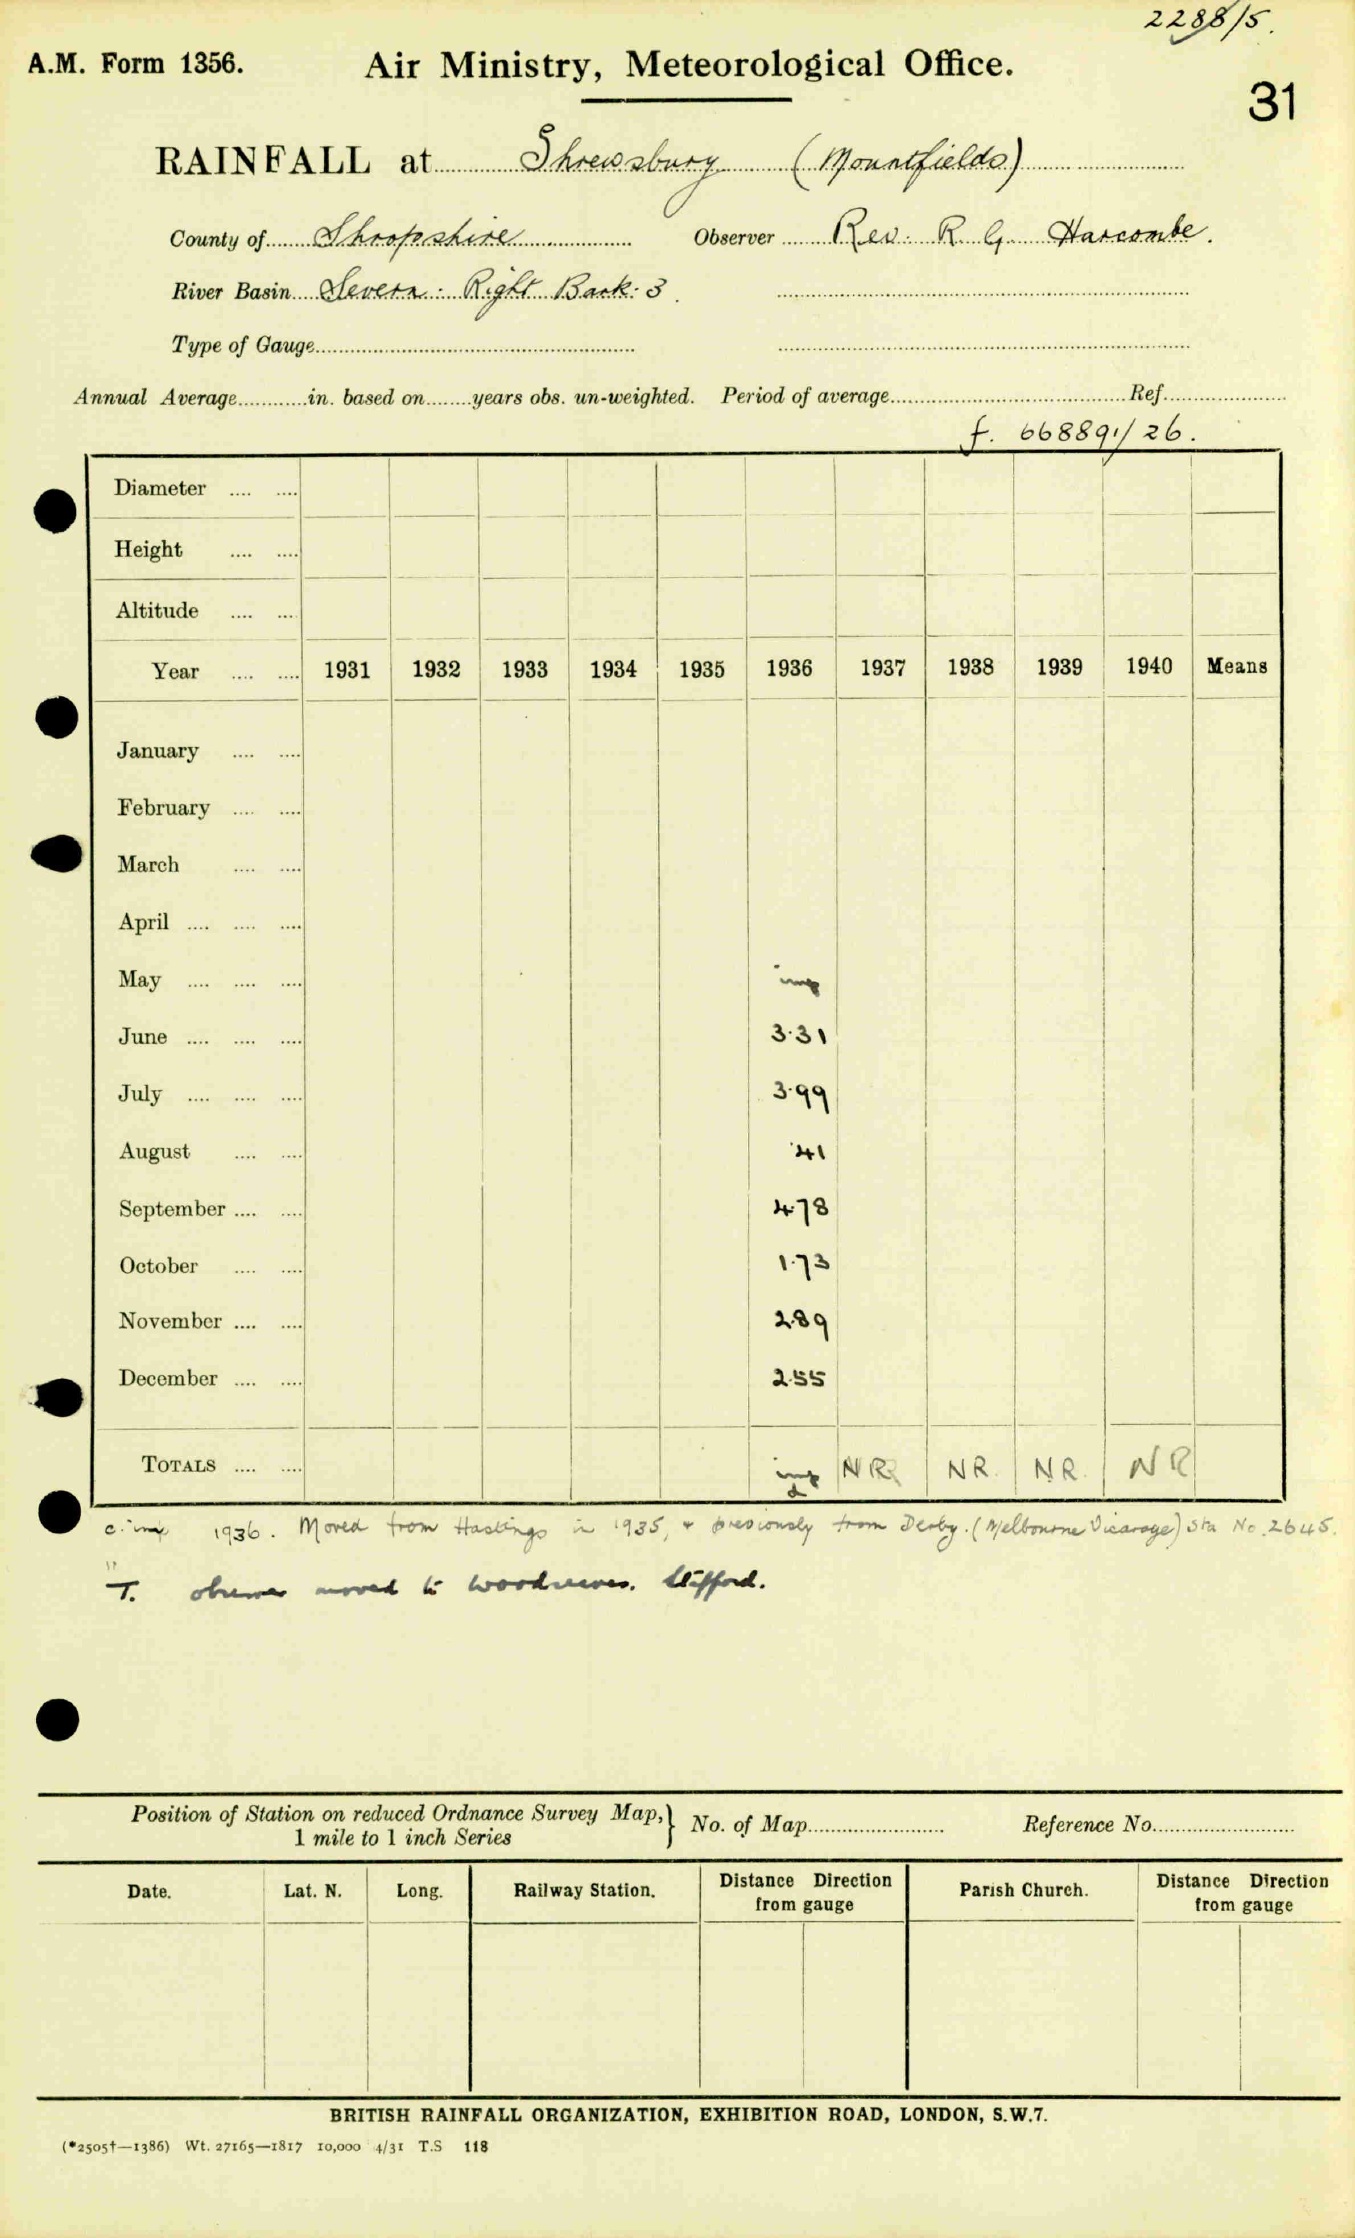 2288/5.
A.M. Form 1356. Air Ministry, Meteorological Office.
31
RAINFALL at Shrewsbury (Mountfields)
County of Shropshire Observer Rev. R. G. Harcombe.
River Basin Severn: Right Bank: 3.
Type of Gauge
Annual Average in. based on years obs. un-weighted. Period of average Ref.
f. 668891/26.
Diameter
Height
Altitude
Year 1931 1932 1933 1934 1935 1936 1937 1938 1939 1940 Means
January
February
March
April
May imp
June 3.31
July 3.99
August .41
September 4.78
October 1.73
November 2.89
December 2.55
TOTALS imp NR NR NR NR
1936. Moved from Hastings in 1935, & previously from Derby. (Melbourne Vicarage) Sta No. 2645.
"T. observer moved to
Position of Station on reduced Ordnance Survey Map, } No. of Map Reference No.
1 mile to 1 inch Series
Date. Lat. N. Long. Railway Station. Distance Direction from gauge Parish Church. Distance Direction from gauge
BRITISH RAINFALL ORGANIZATION, EXHIBITION ROAD, LONDON, S.W.7.
(*2505†—1386) Wt. 27165—1817 10,000 4/31 T.S 118